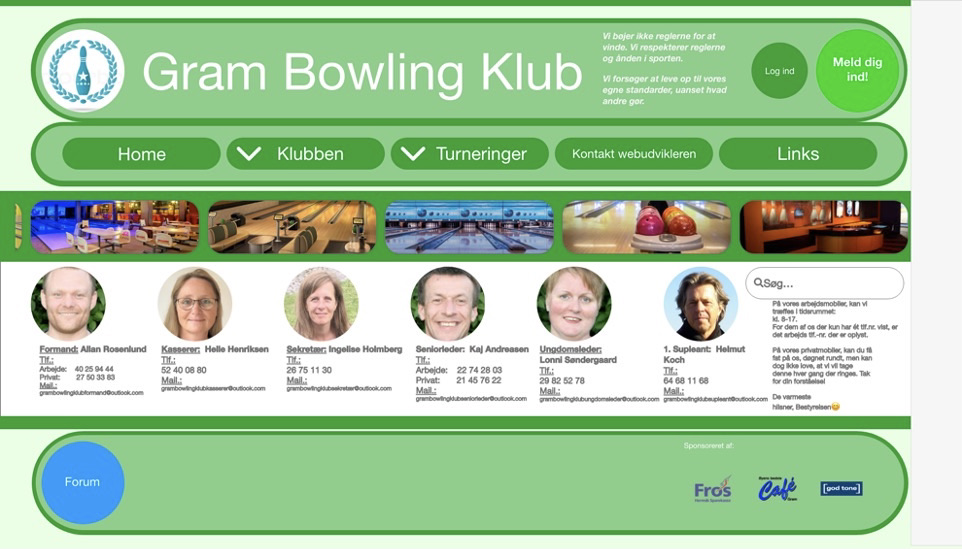 Gram Bowling Klub
Vi bøjer ikke reglerne for at
vinde. Vi respekterer reglerne
og ånden i sporten.
Vi forsøger at leve op til vores
egne standarder, uanset hvad
andre gør.
Log ind
Meld dig
ind!
Home
Klubben
Turneringer
Kontakt webudvikleren
Links
Formand: Allan Rosenlund
Tlf.:
Arbejde: 40 25 94 44
Privat: 27 50 33 83
Mail.:
grambowlingklubformand@outlook.com
Kasserer: Helle Henriksen
Tlf.:
52 40 08 80
Mail.:
grambowlingklubkasserer@outlook.com
Sekretær: Ingelise Holmberg
Tlf.:
26 75 11 30
Mail.:
grambowlingklubsekretær@outlook.com
Seniorleder: Kaj Andreasen
Tlf.:
Arbejde: 22 74 28 03
Privat: 21 45 76 22
Mail.:
grambowlingklubseniorleder@outlook.com
Ungdomsleder:
Lonni Søndergaard
Tlf.:
29 82 52 78
Mail.:
grambowlingklubungdomsleder@outlook.com
1. Supleant: Helmut
Koch
Tlf.:
64 68 11 68
Mail.:
grambowlingklubsupleant@outlook.com
Søg...
På vores arbejdsmobiler, kan vi
træffes i tidsrummet:
kl. 8-17.
For dem af os der kun har ét tlf.nr. vist, er
det arbejds tlf.-nr. der er oplyst.
På vores privatmobiler, kan du få
fat på os, døgnet rundt, men kan
dog ikke love, at vi vil tage
denne hver gang der ringes. Tak
for din forståelse!
De varmeste
hilsner, Bestyrelsen😊
Forum
Sponsoreret af:
Frøs
Café
Gram
god tone